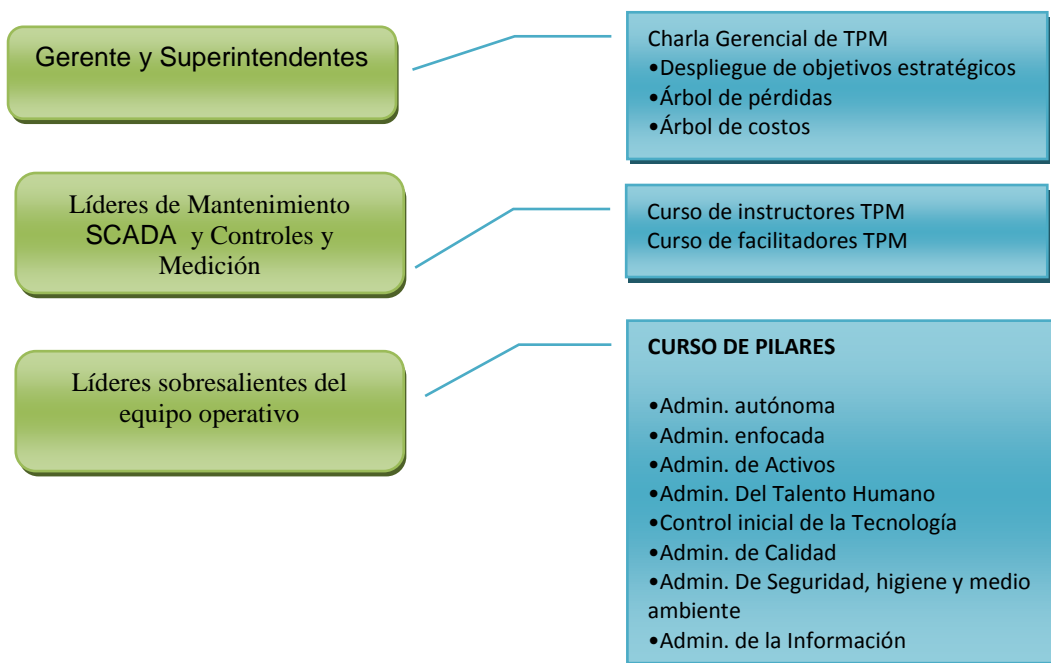 Gerente y Superintendentes
Charla Gerencial de TPM
•Despliegue de objetivos estratégicos
•Árbol de pérdidas
•Árbol de costos
Líderes de Mantenimiento
SCADA y Controles y
Medición
Curso de instructores TPM
Curso de facilitadores TPM
Líderes sobresalientes del
equipo operativo
CURSO DE PILARES
•Admin. autónoma
•Admin. enfocada
•Admin. de Activos
•Admin. Del Talento Humano
•Control inicial de la Tecnología
•Admin. de Calidad
•Admin. De Seguridad, higiene y medio
ambiente
•Admin. de la Información